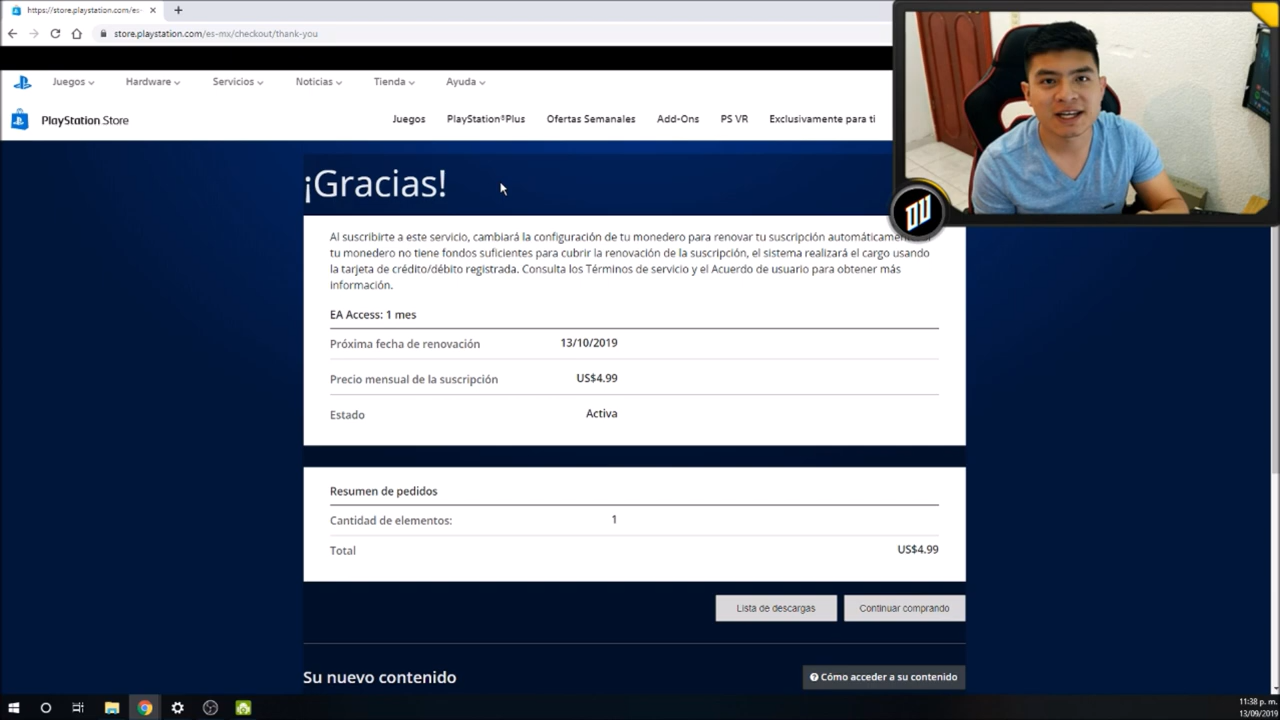 https://store.playstation.com/es-
store.playstation.com/es-mx/checkout/thank-you
Juegos Hardware Servicios Noticias Tienda Ayuda
PlayStation Store
Juegos PlayStation®Plus Ofertas Semanales Add-Ons PS VR Exclusivamente para ti
¡Gracias!
Al suscribirte a este servicio, cambiará la configuración de tu monedero para renovar tu suscripción
tu monedero no tiene fondos suficientes para cubrir la renovación de la suscripción, el sistema realizará el cargo usando
la tarjeta de crédito/débito registrada. Consulta los Términos de servicio y el Acuerdo de usuario para obtener más
información.
EA Access: 1 mes
Próxima fecha de renovación 13/10/2019
Precio mensual de la suscripción US$4.99
Estado Activa
Resumen de pedidos
Cantidad de elementos: 1
Total US$4.99
Lista de descargas Continuar comprando
Su nuevo contenido
Cómo acceder a su contenido
11:38 p. m.
13/09/2019